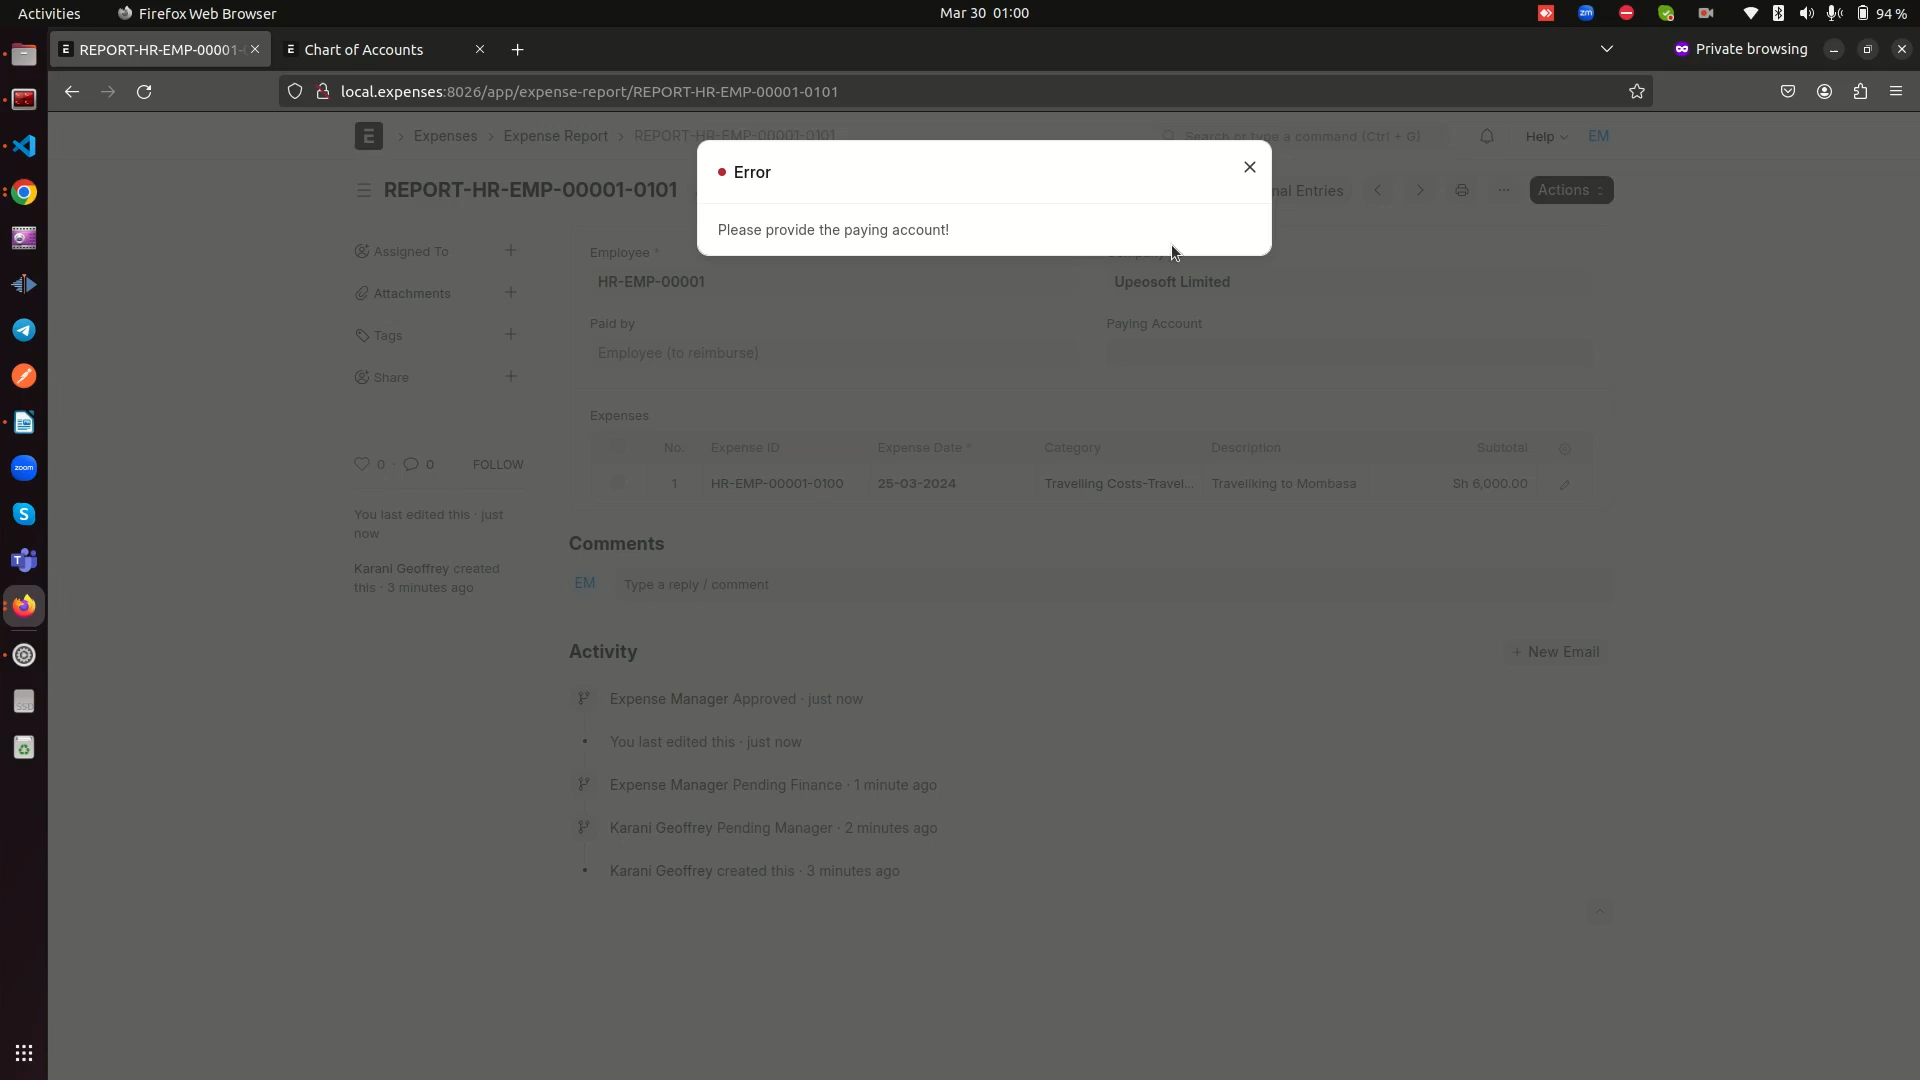 Activities
Firefox Web Browser
Mar 30 01:00
zm
94 %
E REPORT-HR-EMP-00001-
E Chart of Accounts
Private browsing
local.expenses:8026/app/expense-report/REPORT-HR-EMP-00001-0101
E
Expenses
Expense Report
REPORT-HR-EMP-00001-0101
Search or type a command (Ctrl + G)
Help
EM
Error
REPORT-HR-EMP-00001-0101
Entries
Actions
Please provide the paying account!
Assigned To
Attachments
Tags
Share
0 · 0
FOLLOW
You last edited this · just
now
Karani Geoffrey created
this · 3 minutes ago
Employee *
HR-EMP-00001
Upeosoft Limited
Paid by
Employee (to reimburse)
Paying Account
Expenses
No. Expense ID Expense Date * Category Description Subtotal
1 HR-EMP-00001-0100 25-03-2024 Travelling Costs-Travel... Travellking to Mombasa Sh 6,000.00
Comments
EM
Type a reply / comment
Activity
+ New Email
Expense Manager Approved · just now
You last edited this · just now
Expense Manager Pending Finance · 1 minute ago
Karani Geoffrey Pending Manager · 2 minutes ago
Karani Geoffrey created this · 3 minutes ago
zoom
S
T
SSD